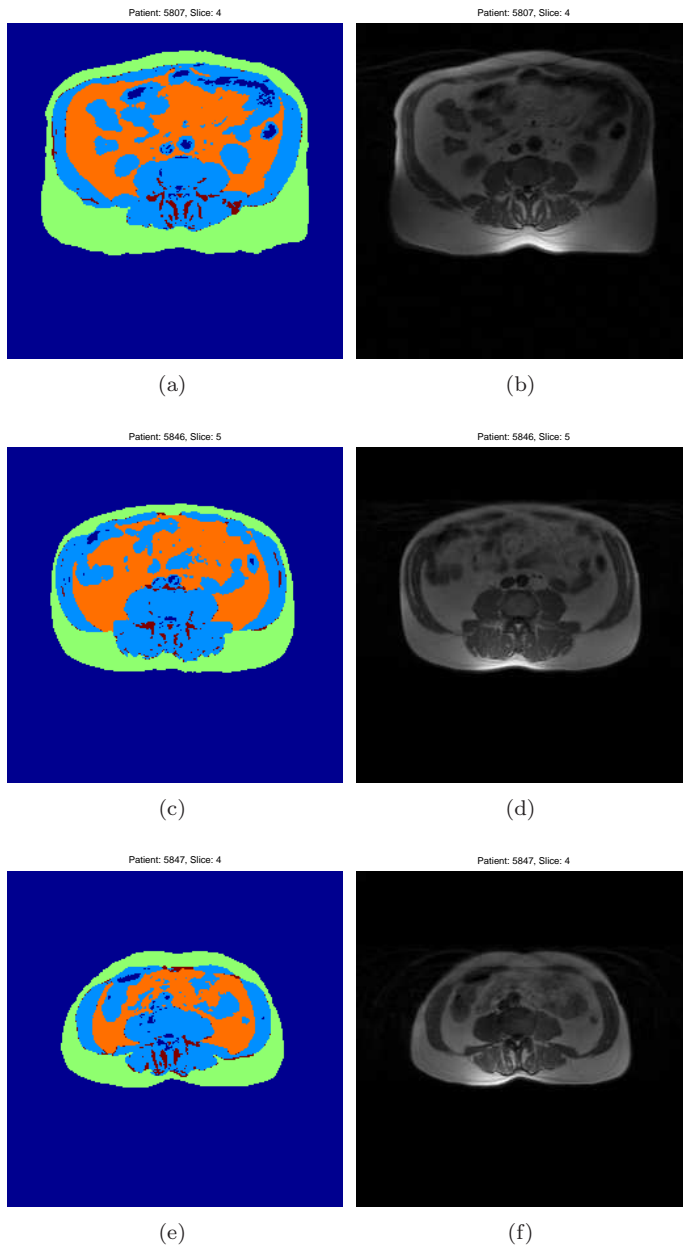 Patient: 5807, Slice: 4
Patient: 5807, Slice: 4
(a)
(b)
Patient: 5846, Slice: 5
Patient: 5846, Slice: 5
(c)
(d)
Patient: 5847, Slice: 4
Patient: 5847, Slice: 4
(e)
(f)